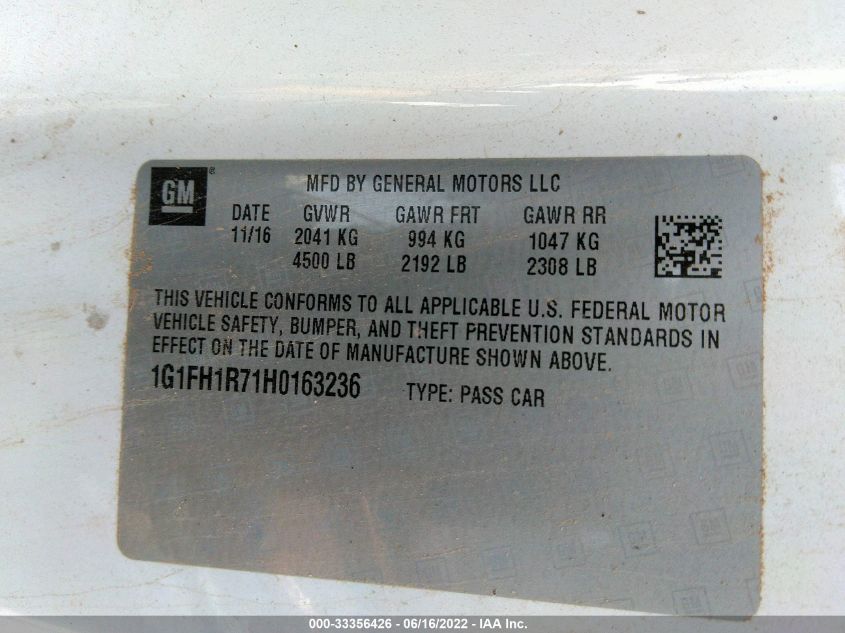 GM ®
MFD BY GENERAL MOTORS LLC
DATE GVWR GAWR FRT GAWR RR
11/16 2041 KG 994 KG 1047 KG
4500 LB 2192 LB 2308 LB
THIS VEHICLE CONFORMS TO ALL APPLICABLE U.S. FEDERAL MOTOR
VEHICLE SAFETY, BUMPER, AND THEFT PREVENTION STANDARDS IN
EFFECT ON THE DATE OF MANUFACTURE SHOWN ABOVE.
1G1FH1R71H0163236 TYPE: PASS CAR
000-33356426 - 06/16/2022 - IAA Inc.